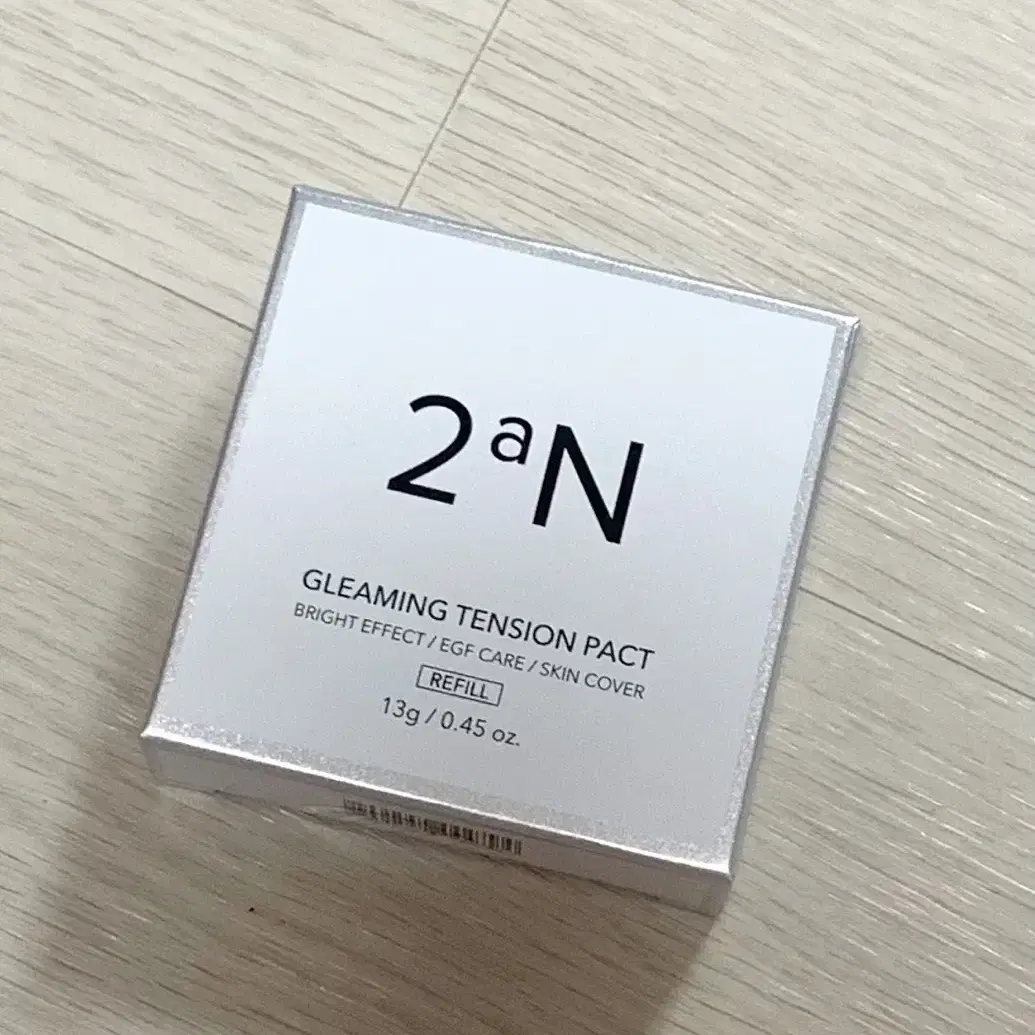 2aN
GLEAMING TENSION PACT
BRIGHT EFFECT / EGF CARE / SKIN COVER
REFILL
13g / 0.45 oz.